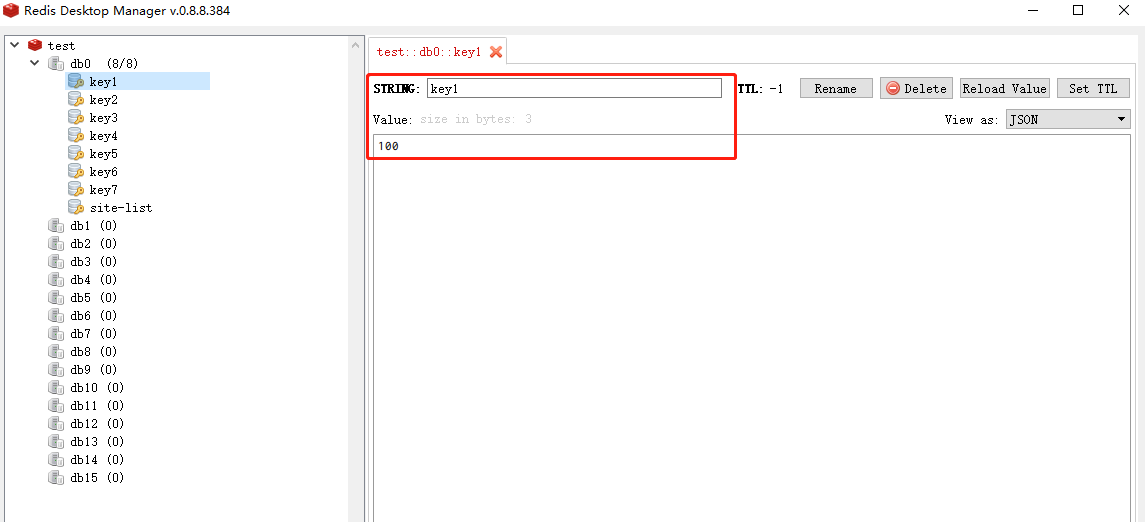 Redis Desktop Manager v.0.8.8.384
test
db0 (8/8)
key1
key2
key3
key4
key5
key6
key7
site-list
db1 (0)
db2 (0)
db3 (0)
db4 (0)
db5 (0)
db6 (0)
db7 (0)
db8 (0)
db9 (0)
db10 (0)
db11 (0)
db12 (0)
db13 (0)
db14 (0)
db15 (0)
test::db0::key1
STRING: key1 TTL: -1 Rename Delete Reload Value Set TTL
Value: size in bytes: 3 View as: JSON
100